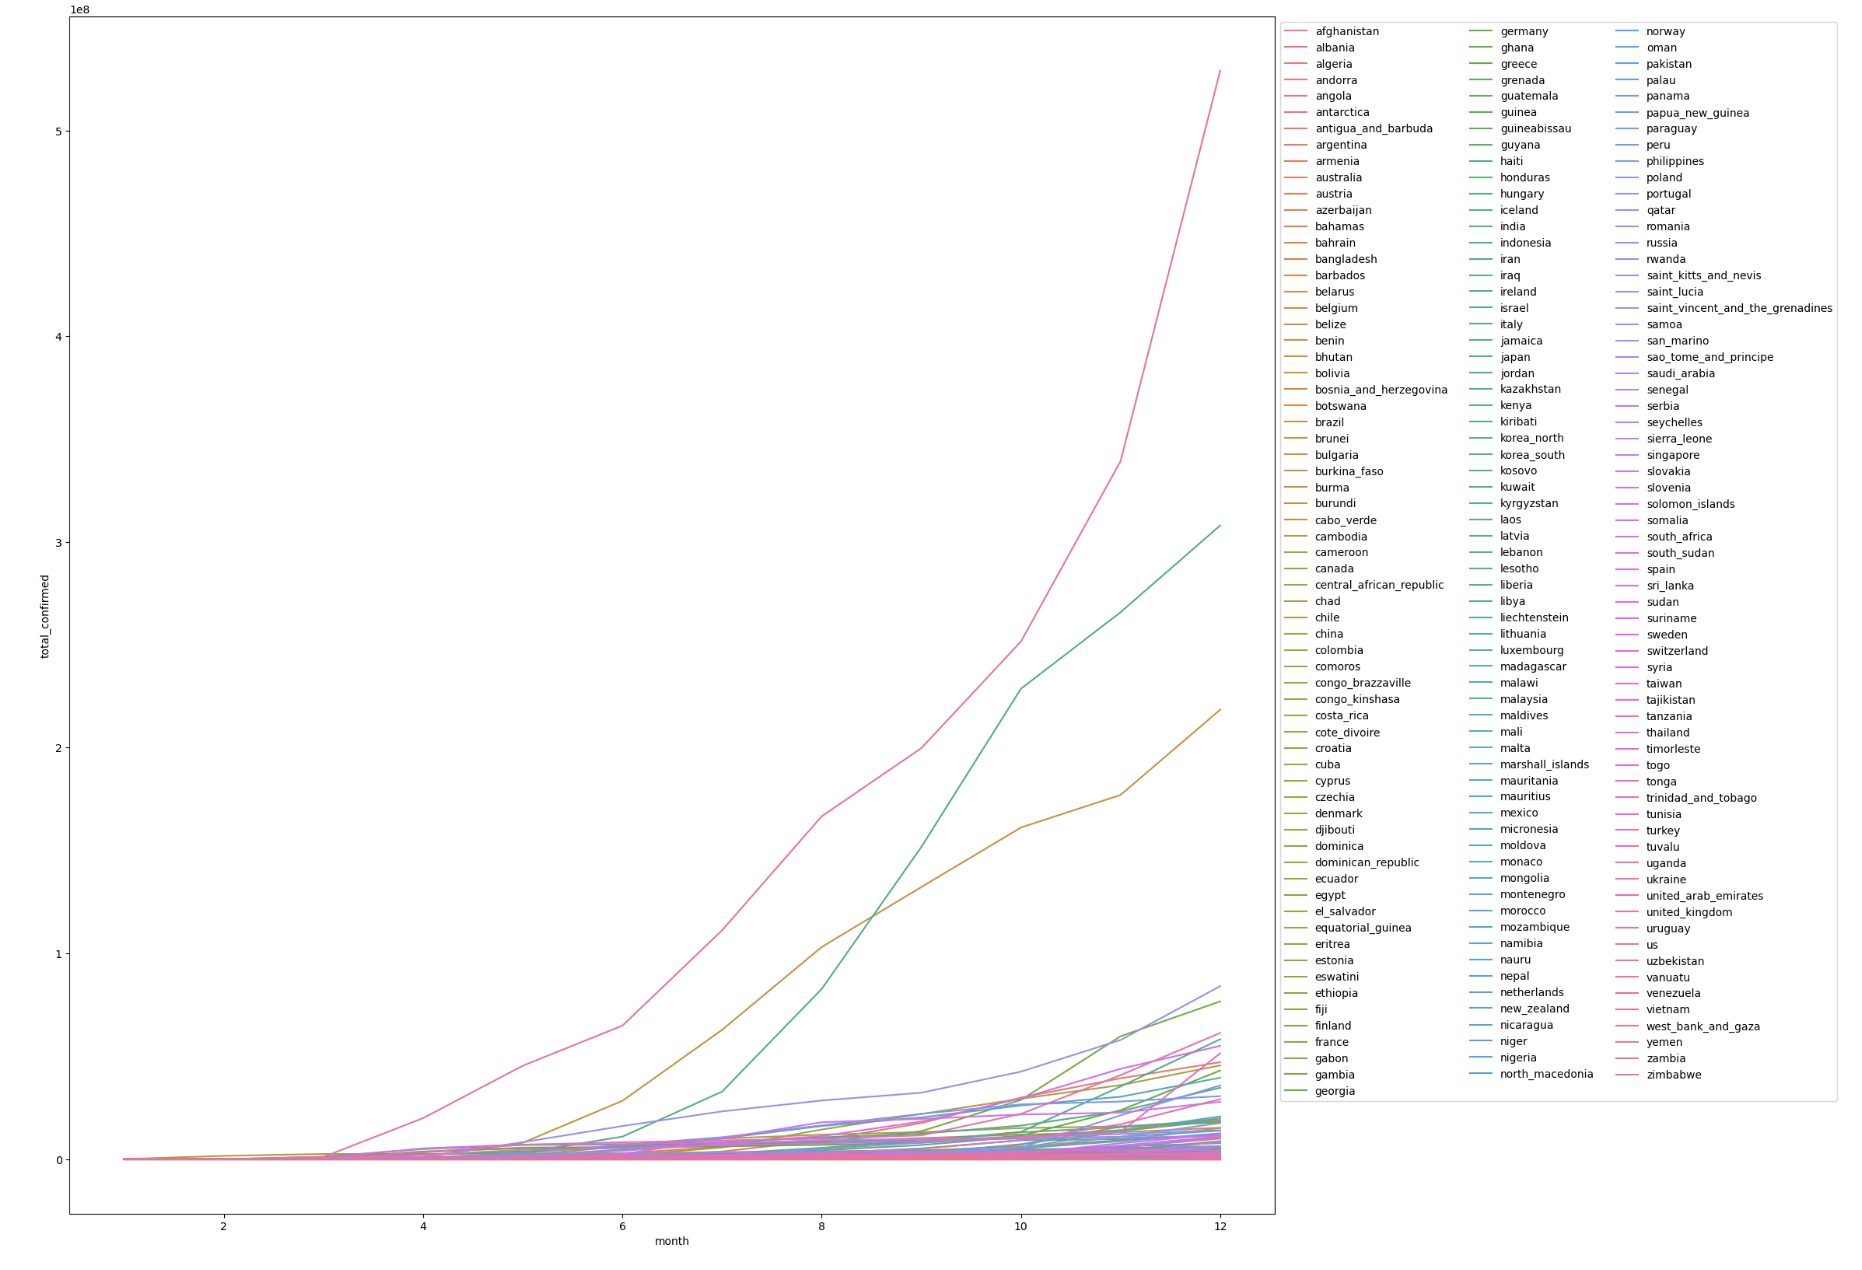 1e8
5
4
3
2
1
0
total_confirmed
2
4
6
8
10
12
month
afghanistan
albania
algeria
andorra
angola
antarctica
antigua_and_barbuda
argentina
armenia
australia
austria
azerbaijan
bahamas
bahrain
bangladesh
barbados
belarus
belgium
belize
benin
bhutan
bolivia
bosnia_and_herzegovina
botswana
brazil
brunei
bulgaria
burkina_faso
burma
burundi
cabo_verde
cambodia
cameroon
canada
central_african_republic
chad
chile
china
colombia
comoros
congo_brazzaville
congo_kinshasa
costa_rica
cote_divoire
croatia
cuba
cyprus
czechia
denmark
djibouti
dominica
dominican_republic
ecuador
egypt
el_salvador
equatorial_guinea
eritrea
estonia
eswatini
ethiopia
fiji
finland
france
gabon
gambia
georgia
germany
ghana
greece
grenada
guatemala
guinea
guineabissau
guyana
haiti
honduras
hungary
iceland
india
indonesia
iran
iraq
ireland
israel
italy
jamaica
japan
jordan
kazakhstan
kenya
kiribati
korea_north
korea_south
kosovo
kuwait
kyrgyzstan
laos
latvia
lebanon
lesotho
liberia
libya
liechtenstein
lithuania
luxembourg
madagascar
malawi
malaysia
maldives
mali
malta
marshall_islands
mauritania
mauritius
mexico
micronesia
moldova
monaco
mongolia
montenegro
morocco
mozambique
namibia
nauru
nepal
netherlands
new_zealand
nicaragua
niger
nigeria
north_macedonia
norway
oman
pakistan
palau
panama
papua_new_guinea
paraguay
peru
philippines
poland
portugal
qatar
romania
russia
rwanda
saint_kitts_and_nevis
saint_lucia
saint_vincent_and_the_grenadines
samoa
san_marino
sao_tome_and_principe
saudi_arabia
senegal
serbia
seychelles
sierra_leone
singapore
slovakia
slovenia
solomon_islands
somalia
south_africa
south_sudan
spain
sri_lanka
sudan
suriname
sweden
switzerland
syria
taiwan
tajikistan
tanzania
thailand
timorleste
togo
tonga
trinidad_and_tobago
tunisia
turkey
tuvalu
uganda
ukraine
united_arab_emirates
united_kingdom
uruguay
us
uzbekistan
vanuatu
venezuela
vietnam
west_bank_and_gaza
yemen
zambia
zimbabwe